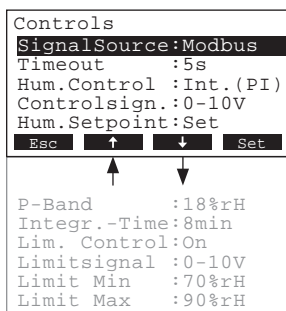 Controls
SignalSource:Modbus
Timeout :5s
Hum.Control :Int.(PI)
Controlsign.:0-10V
Hum.Setpoint:Set
Esc ↑ ↓ Set
P-Band :18%rH
Integr.-Time:8min
Lim. Control:On
Limitsignal :0-10V
Limit Min :70%rH
Limit Max :90%rH